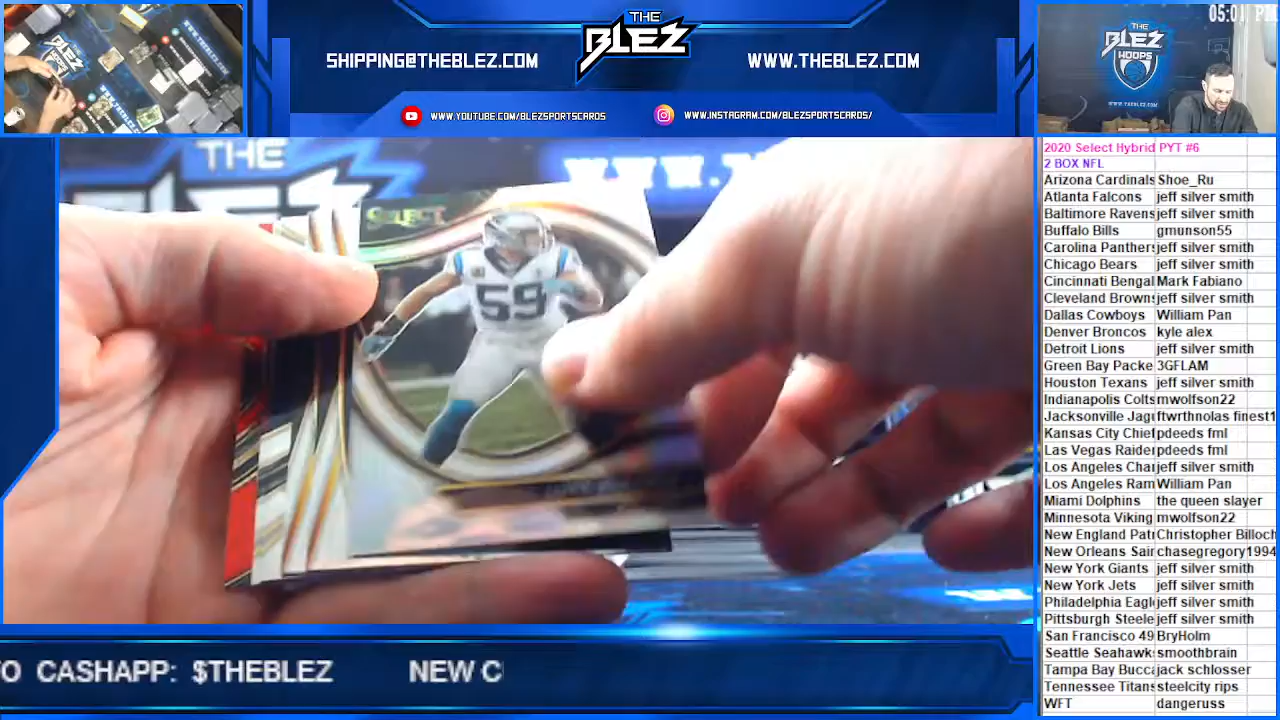 05:01 PM
THE
BLEZ
SHIPPING@THEBLEZ.COM
WWW.THEBLEZ.COM
WWW.YOUTUBE.COM/BLEZSPORTSCARDS
WWW.INSTAGRAM.COM/BLEZSPORTSCARDS/
THE
BLEZ
HOOPS
THE
WWW.
SELECT
59
2020 Select Hybrid PYT #6
2 BOX NFL
Arizona Cardinals Shoe_Ru
Atlanta Falcons jeff silver smith
Baltimore Ravens jeff silver smith
Buffalo Bills gmunson55
Carolina Panthers jeff silver smith
Chicago Bears jeff silver smith
Cincinnati Bengal Mark Fabiano
Cleveland Browns jeff silver smith
Dallas Cowboys William Pan
Denver Broncos kyle alex
Detroit Lions jeff silver smith
Green Bay Packe 3GFLAM
Houston Texans jeff silver smith
Indianapolis Colts mwolfson22
Jacksonville Jagu ftwrthnolas finest1
Kansas City Chief pdeeds fml
Las Vegas Raider pdeeds fml
Los Angeles Char jeff silver smith
Los Angeles Ram William Pan
Miami Dolphins the queen slayer
Minnesota Viking mwolfson22
New England Patr Christopher Billoch
New Orleans Sain chasegregory1994
New York Giants jeff silver smith
New York Jets jeff silver smith
Philadelphia Eagl jeff silver smith
Pittsburgh Steele jeff silver smith
San Francisco 49 BryHolm
Seattle Seahawk smoothbrain
Tampa Bay Bucca jack schlosser
Tennessee Titans steelcity rips
WFT dangeruss
TO CASHAPP: $THEBLEZ NEW C